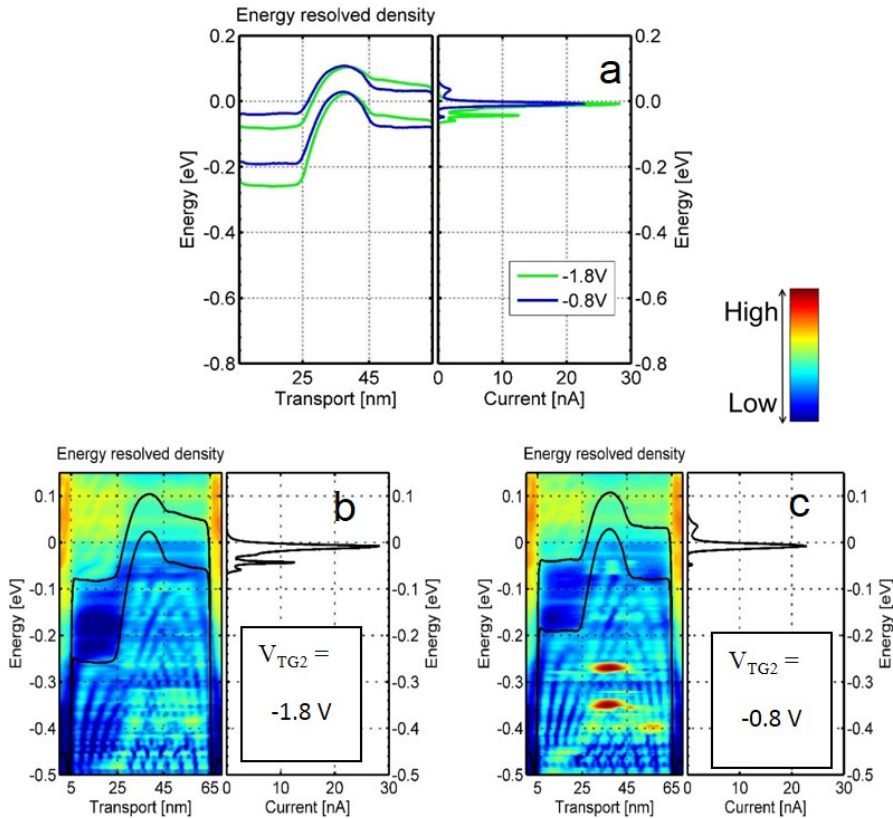 Energy resolved density
a
0.2
0.0
-0.2
-0.4
-0.6
-0.8
Energy [eV]
25
45
Transport [nm]
-1.8V
-0.8V
0
10
20
30
Current [nA]
0.2
0.0
-0.2
-0.4
-0.6
-0.8
Energy [eV]
High
Low
Energy resolved density
b
0.1
0
-0.1
-0.2
-0.3
-0.4
-0.5
Energy [eV]
5
25
45
65
Transport [nm]
VTG2 =
-1.8 V
0
10
20
30
Current [nA]
0.1
0
-0.1
-0.2
-0.3
-0.4
-0.5
Energy [eV]
Energy resolved density
c
0.1
0
-0.1
-0.2
-0.3
-0.4
-0.5
Energy [eV]
5
25
45
65
Transport [nm]
VTG2 =
-0.8 V
0
10
20
30
Current [nA]
0.1
0
-0.1
-0.2
-0.3
-0.4
-0.5
Energy [eV]